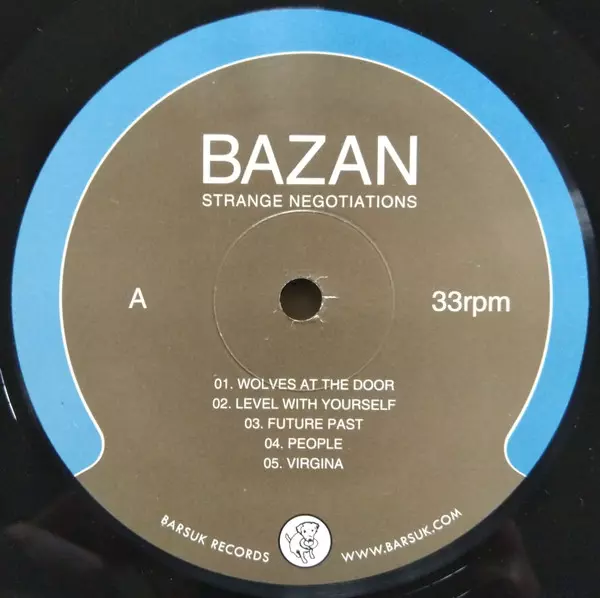 BAZAN
STRANGE NEGOTIATIONS
A
33rpm
01. WOLVES AT THE DOOR
02. LEVEL WITH YOURSELF
03. FUTURE PAST
04. PEOPLE
05. VIRGINA
BARSUK RECORDS
WWW.BARSUK.COM